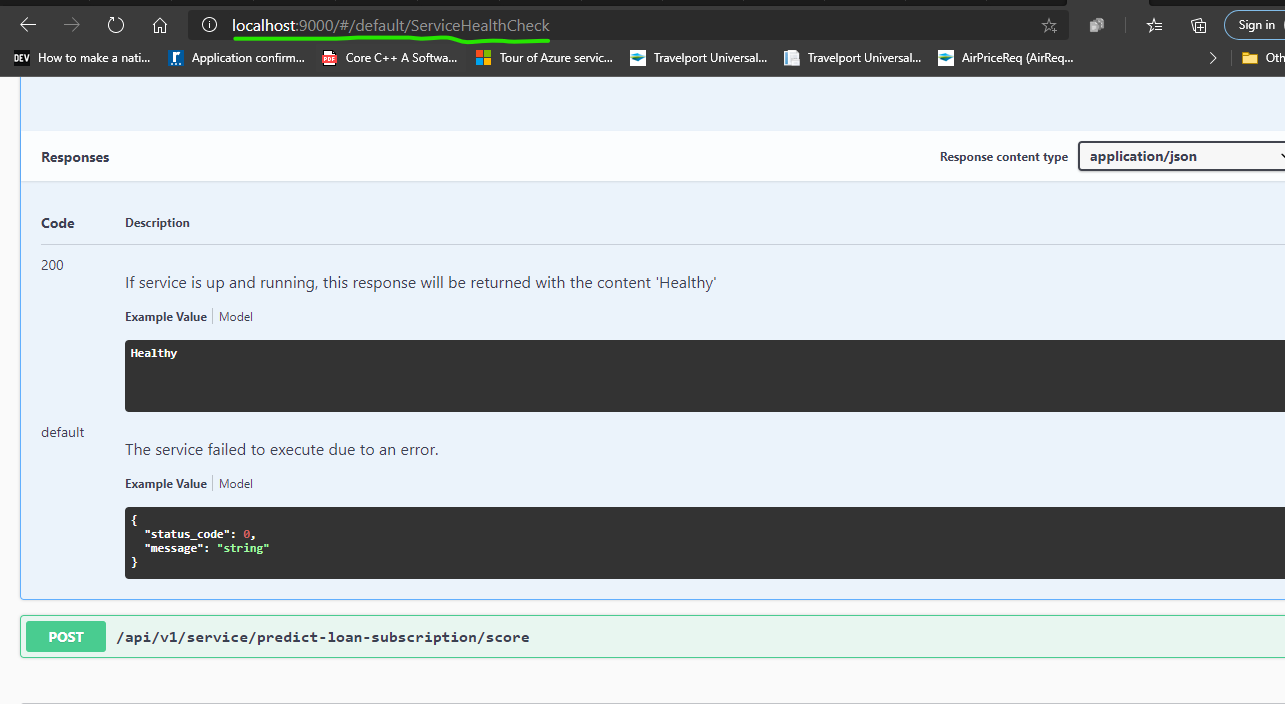 localhost:9000/#/default/ServiceHealthCheck
Sign in
DEV How to make a nati... Application confirm... PDF Core C++ A Softwa... Tour of Azure servic... Travelport Universal... Travelport Universal... AirPriceReq (AirReq... Oth
Responses
Response content type
application/json
Code Description
200
If service is up and running, this response will be returned with the content 'Healthy'
Example Value Model
Healthy
default
The service failed to execute due to an error.
Example Value Model
{
"status_code": 0,
"message": "string"
}
POST /api/v1/service/predict-loan-subscription/score